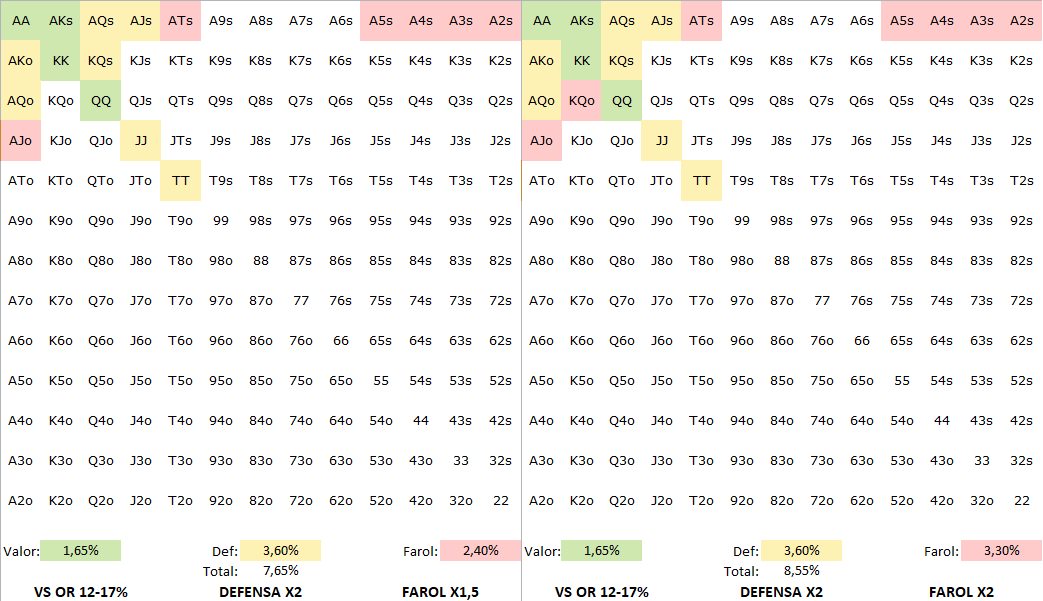 AA AKs AQs AJs ATs A9s A8s A7s A6s A5s A4s A3s A2s AA AKs AQs AJs ATs A9s A8s A7s A6s A5s A4s A3s A2s
AKo KK KQs KJs KTs K9s K8s K7s K6s K5s K4s K3s K2s AKo KK KQs KJs KTs K9s K8s K7s K6s K5s K4s K3s K2s
AQo KQo QQ QJs QTs Q9s Q8s Q7s Q6s Q5s Q4s Q3s Q2s AQo KQo QQ QJs QTs Q9s Q8s Q7s Q6s Q5s Q4s Q3s Q2s
AJo KJo QJo JJ JTs J9s J8s J7s J6s J5s J4s J3s J2s AJo KJo QJo JJ JTs J9s J8s J7s J6s J5s J4s J3s J2s
ATo KTo QTo JTo TT T9s T8s T7s T6s T5s T4s T3s T2s ATo KTo QTo JTo TT T9s T8s T7s T6s T5s T4s T3s T2s
A9o K9o Q9o J9o T9o 99 98s 97s 96s 95s 94s 93s 92s A9o K9o Q9o J9o T9o 99 98s 97s 96s 95s 94s 93s 92s
A8o K8o Q8o J8o T8o 98o 88 87s 86s 85s 84s 83s 82s A8o K8o Q8o J8o T8o 98o 88 87s 86s 85s 84s 83s 82s
A7o K7o Q7o J7o T7o 97o 87o 77 76s 75s 74s 73s 72s A7o K7o Q7o J7o T7o 97o 87o 77 76s 75s 74s 73s 72s
A6o K6o Q6o J6o T6o 96o 86o 76o 66 65s 64s 63s 62s A6o K6o Q6o J6o T6o 96o 86o 76o 66 65s 64s 63s 62s
A5o K5o Q5o J5o T5o 95o 85o 75o 65o 55 54s 53s 52s A5o K5o Q5o J5o T5o 95o 85o 75o 65o 55 54s 53s 52s
A4o K4o Q4o J4o T4o 94o 84o 74o 64o 54o 44 43s 42s A4o K4o Q4o J4o T4o 94o 84o 74o 64o 54o 44 43s 42s
A3o K3o Q3o J3o T3o 93o 83o 73o 63o 53o 43o 33 32s A3o K3o Q3o J3o T3o 93o 83o 73o 63o 53o 43o 33 32s
A2o K2o Q2o J2o T2o 92o 82o 72o 62o 52o 42o 32o 22 A2o K2o Q2o J2o T2o 92o 82o 72o 62o 52o 42o 32o 22
Valor: 1,65% Def: 3,60% Farol: 2,40% Valor: 1,65% Def: 3,60% Farol: 3,30%
Total: 7,65% Total: 8,55%
VS OR 12-17% DEFENSA X2 FAROL X1,5 VS OR 12-17% DEFENSA X2 FAROL X2